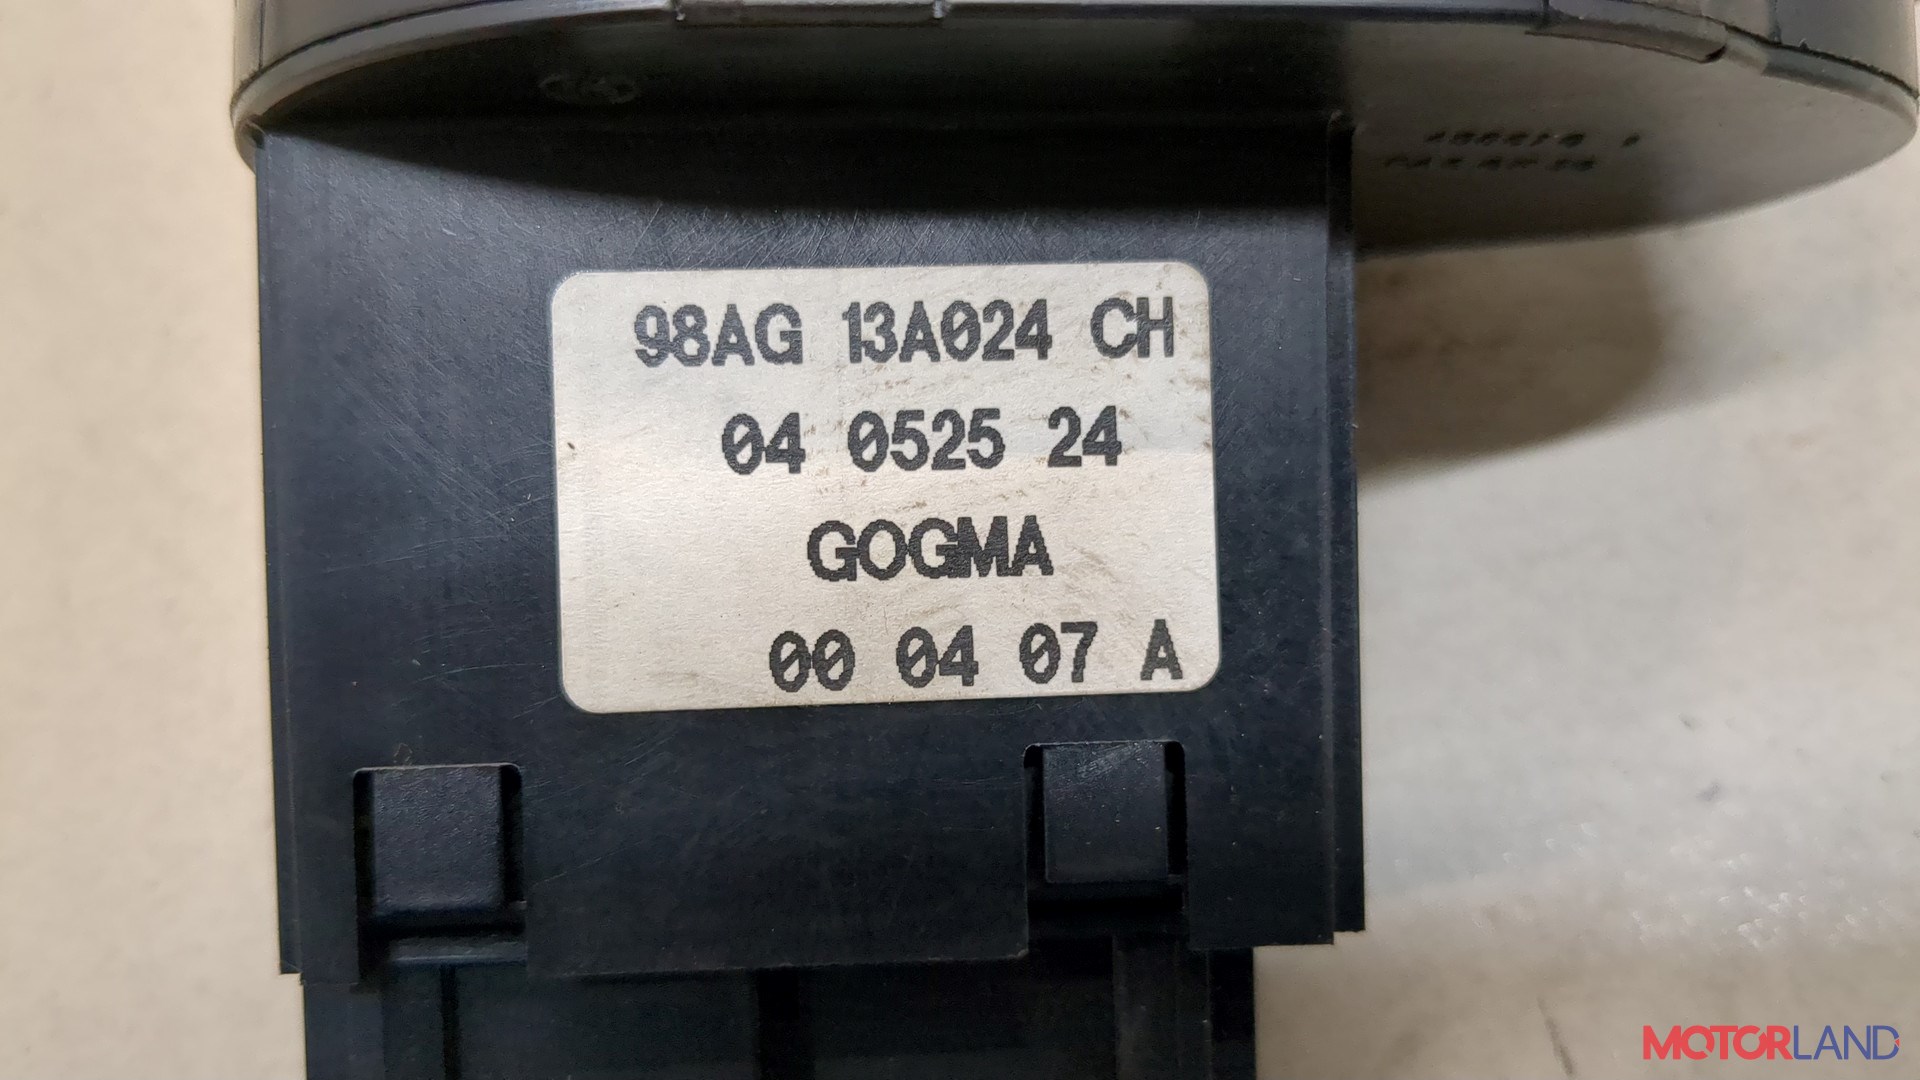 98AG 13A024 CH
04 0525 24
GOGMA
00 04 07 A
MOTORLAND